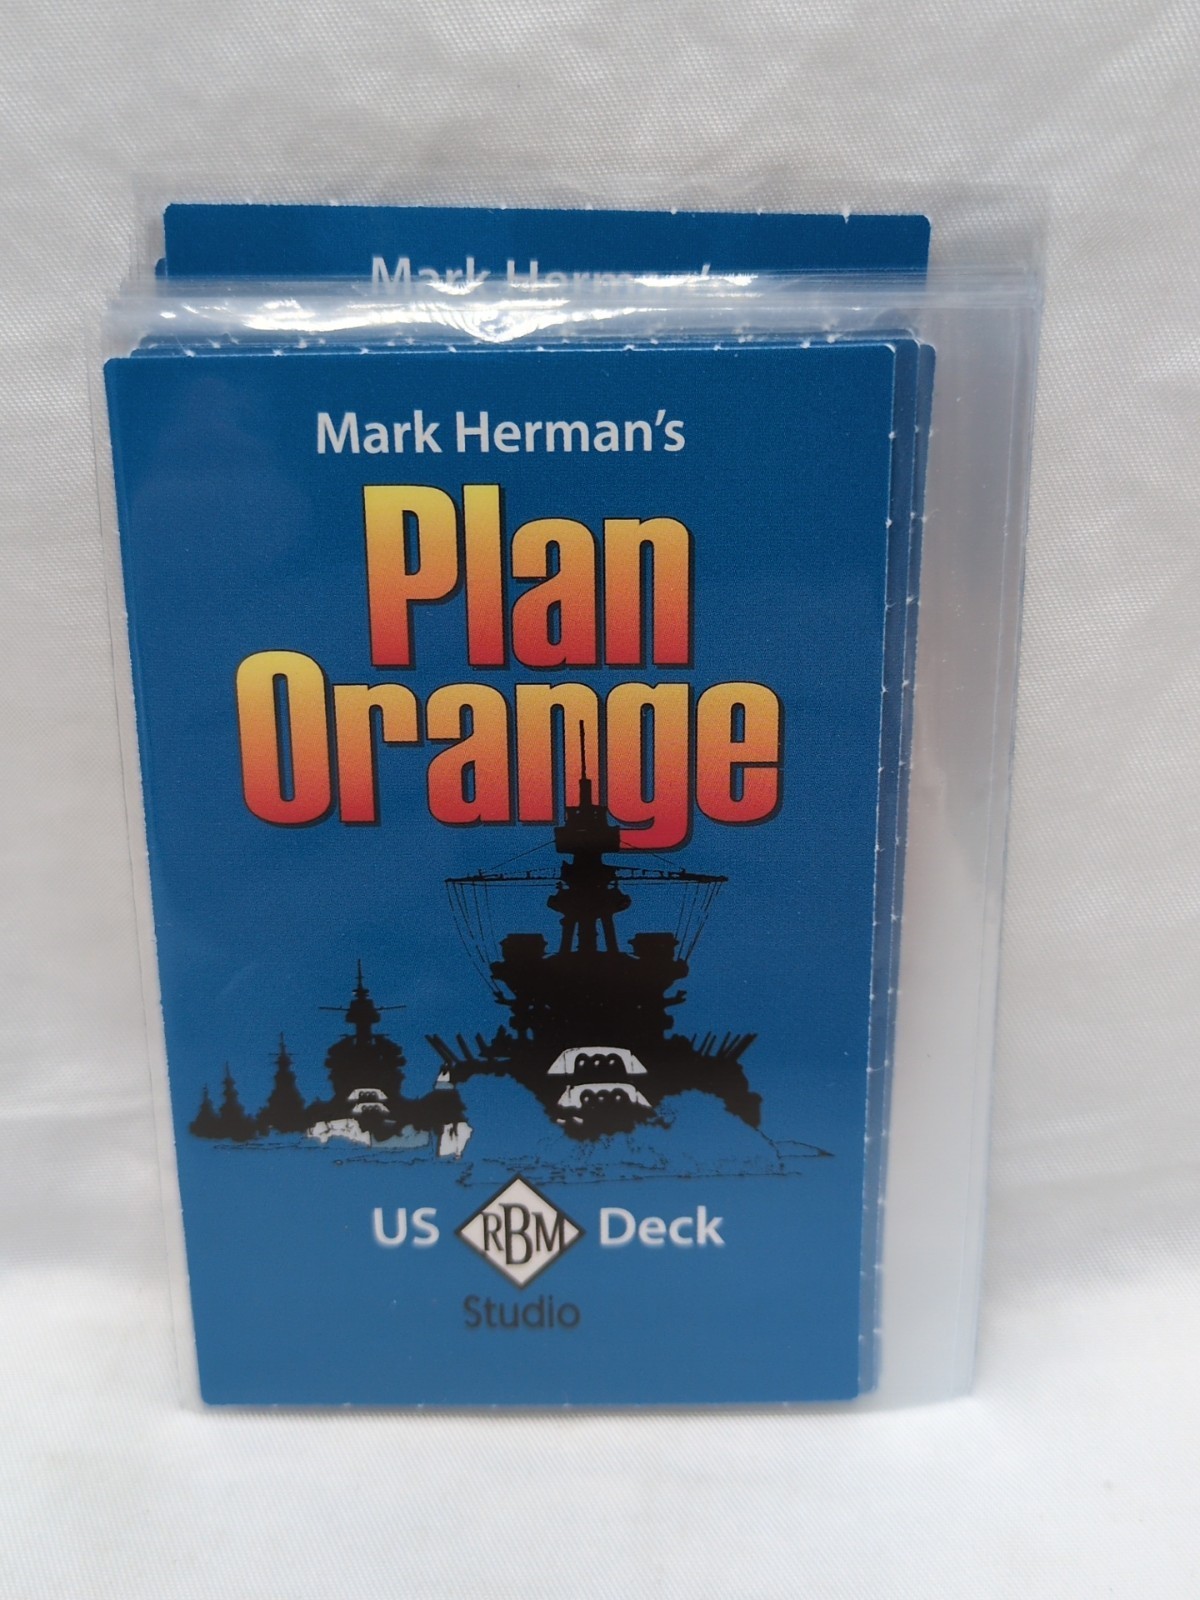 Mark Herman's
Mark Herman's
Plan
Orange
US RBM Deck
Studio